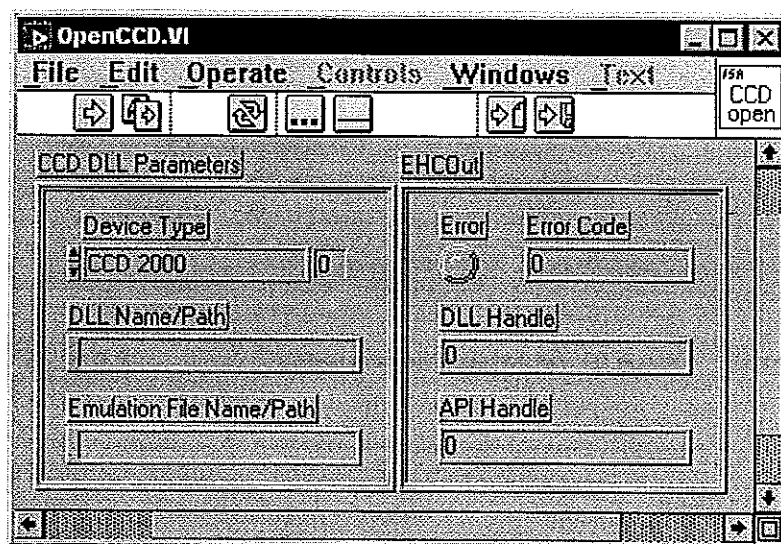 OpenCCD.VI
File Edit Operate Controls Windows Text
ISA
CCD
open
CCD DLL Parameters
EHCOut
Device Type
CCD 2000
0
Error
Error Code
0
DLL Name/Path
DLL Handle
0
Emulation File Name/Path
API Handle
0